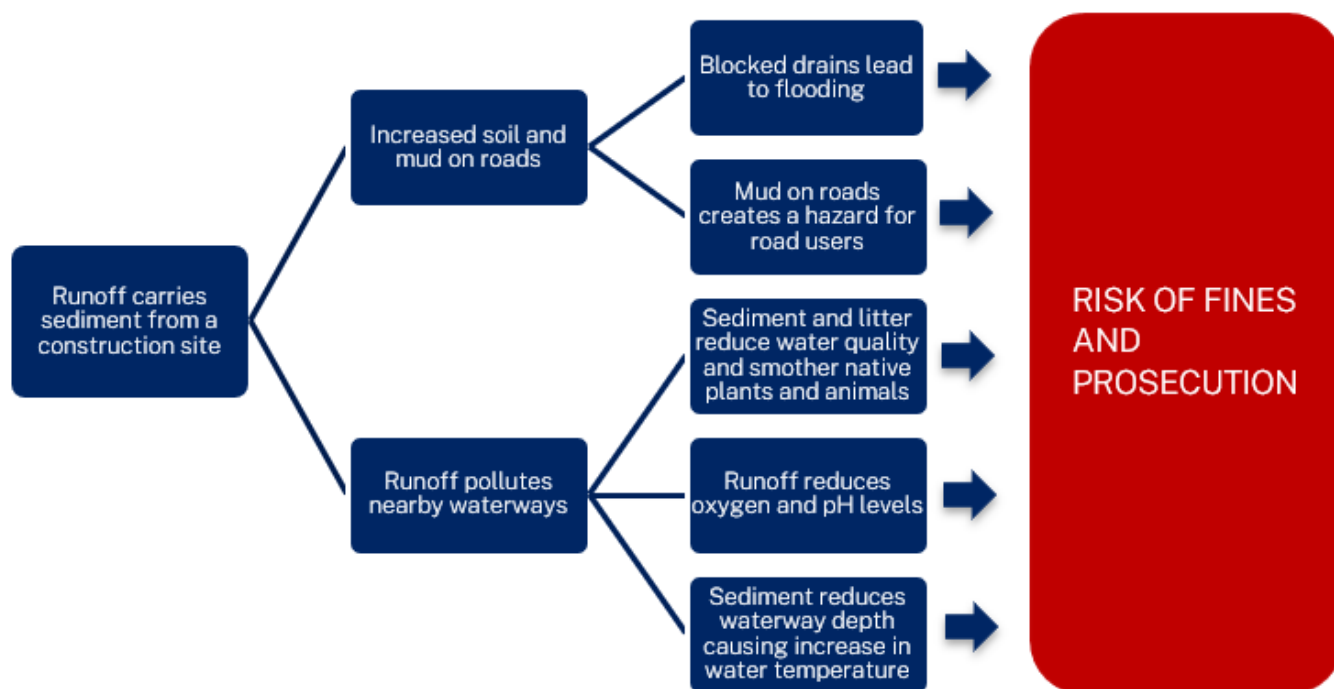 Runoff carries
sediment from a
construction site
Increased soil and
mud on roads
Blocked drains lead
to flooding
Mud on roads
creates a hazard for
road users
Runoff pollutes
nearby waterways
Sediment and litter
reduce water quality
and smother native
plants and animals
Runoff reduces
oxygen and pH levels
Sediment reduces
waterway depth
causing increase in
water temperature
RISK OF FINES
AND
PROSECUTION